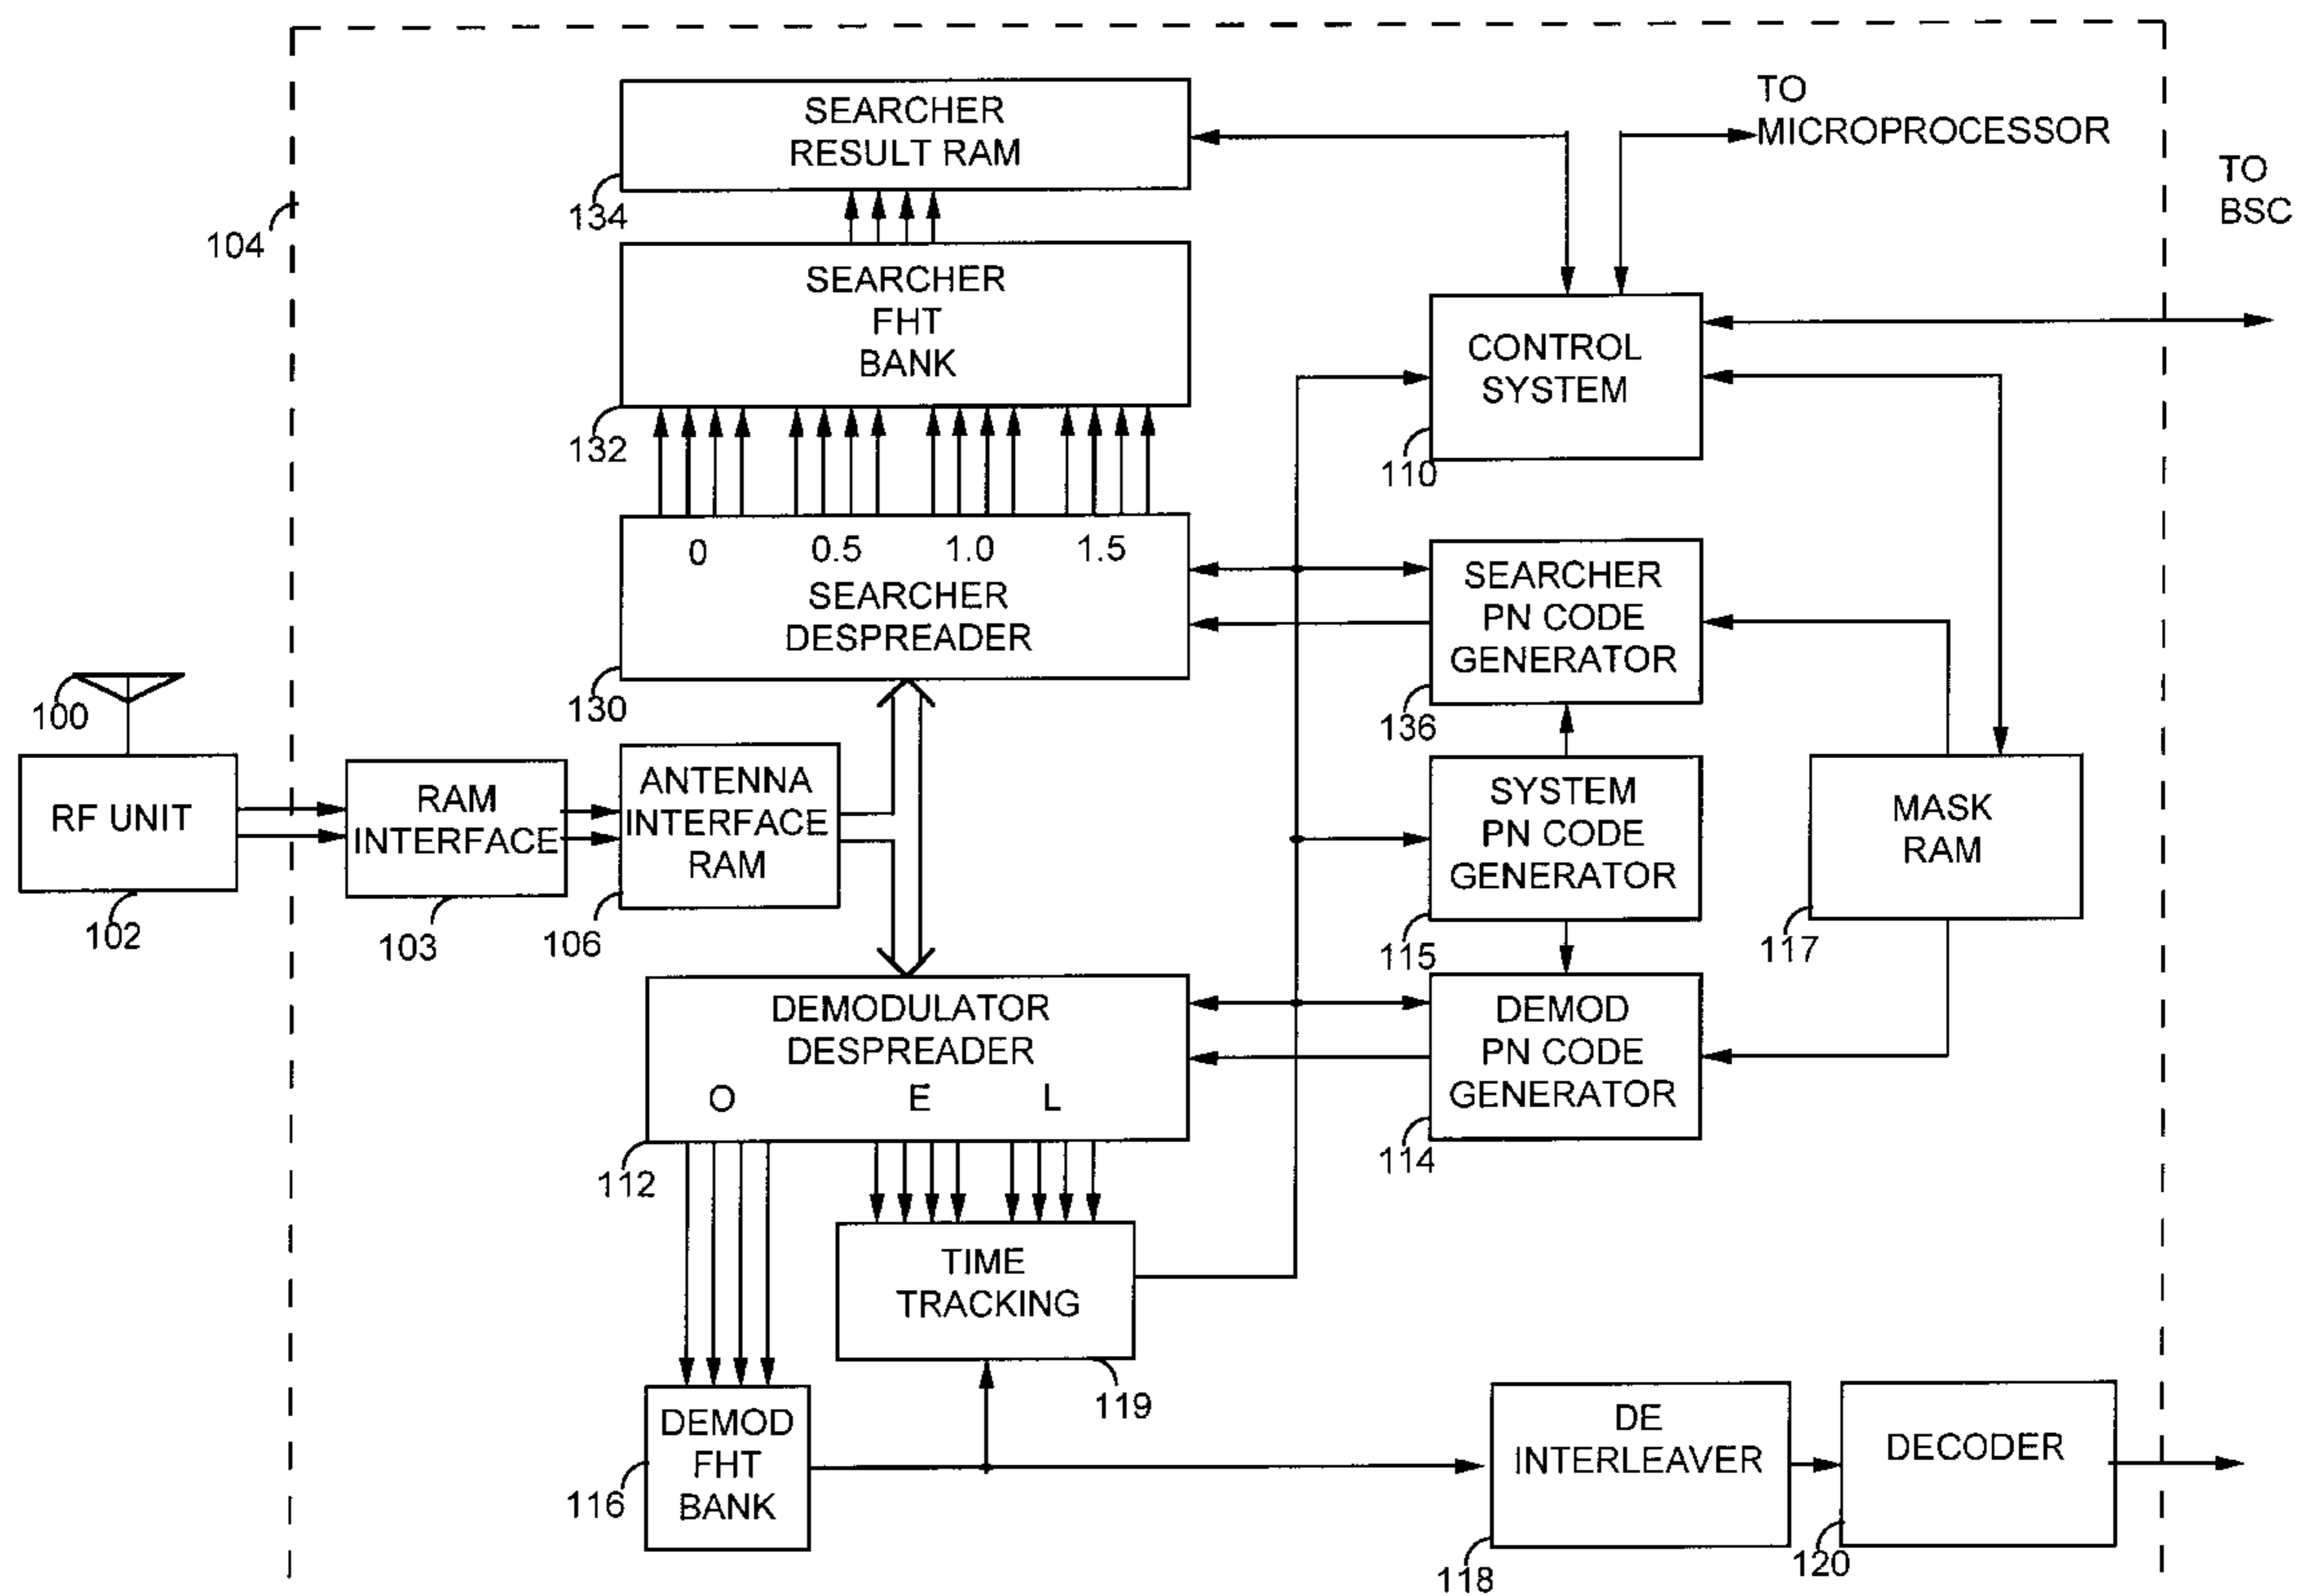 SEARCHER
RESULT RAM
134
TO
MICROPROCESSOR
TO
BSC
104
SEARCHER
FHT
BANK
132
CONTROL
SYSTEM
110
0 0.5 1.0 1.5
SEARCHER
DESPREADER
130
SEARCHER
PN CODE
GENERATOR
136
100
RF UNIT
102
RAM
INTERFACE
103
ANTENNA
INTERFACE
RAM
106
SYSTEM
PN CODE
GENERATOR
115
MASK
RAM
117
DEMODULATOR
DESPREADER
O E L
112
DEMOD
PN CODE
GENERATOR
114
TIME
TRACKING
119
DEMOD
FHT
BANK
116
DE
INTERLEAVER
118
DECODER
120